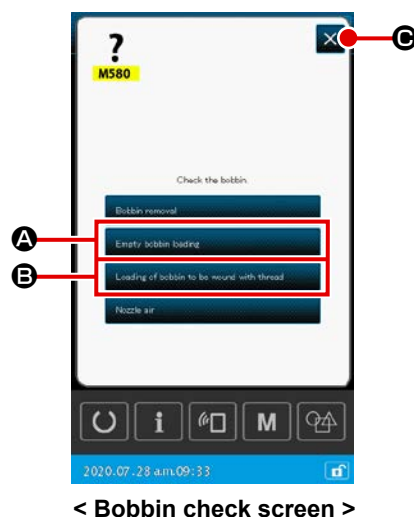 ?
M580
C
Check the bobbin.
Bobbin removal
A
Empty bobbin loading
B
Loading of bobbin to be wound with thread
Nozzle air
i
M
2020.07.28 a.m.09:33
< Bobbin check screen >